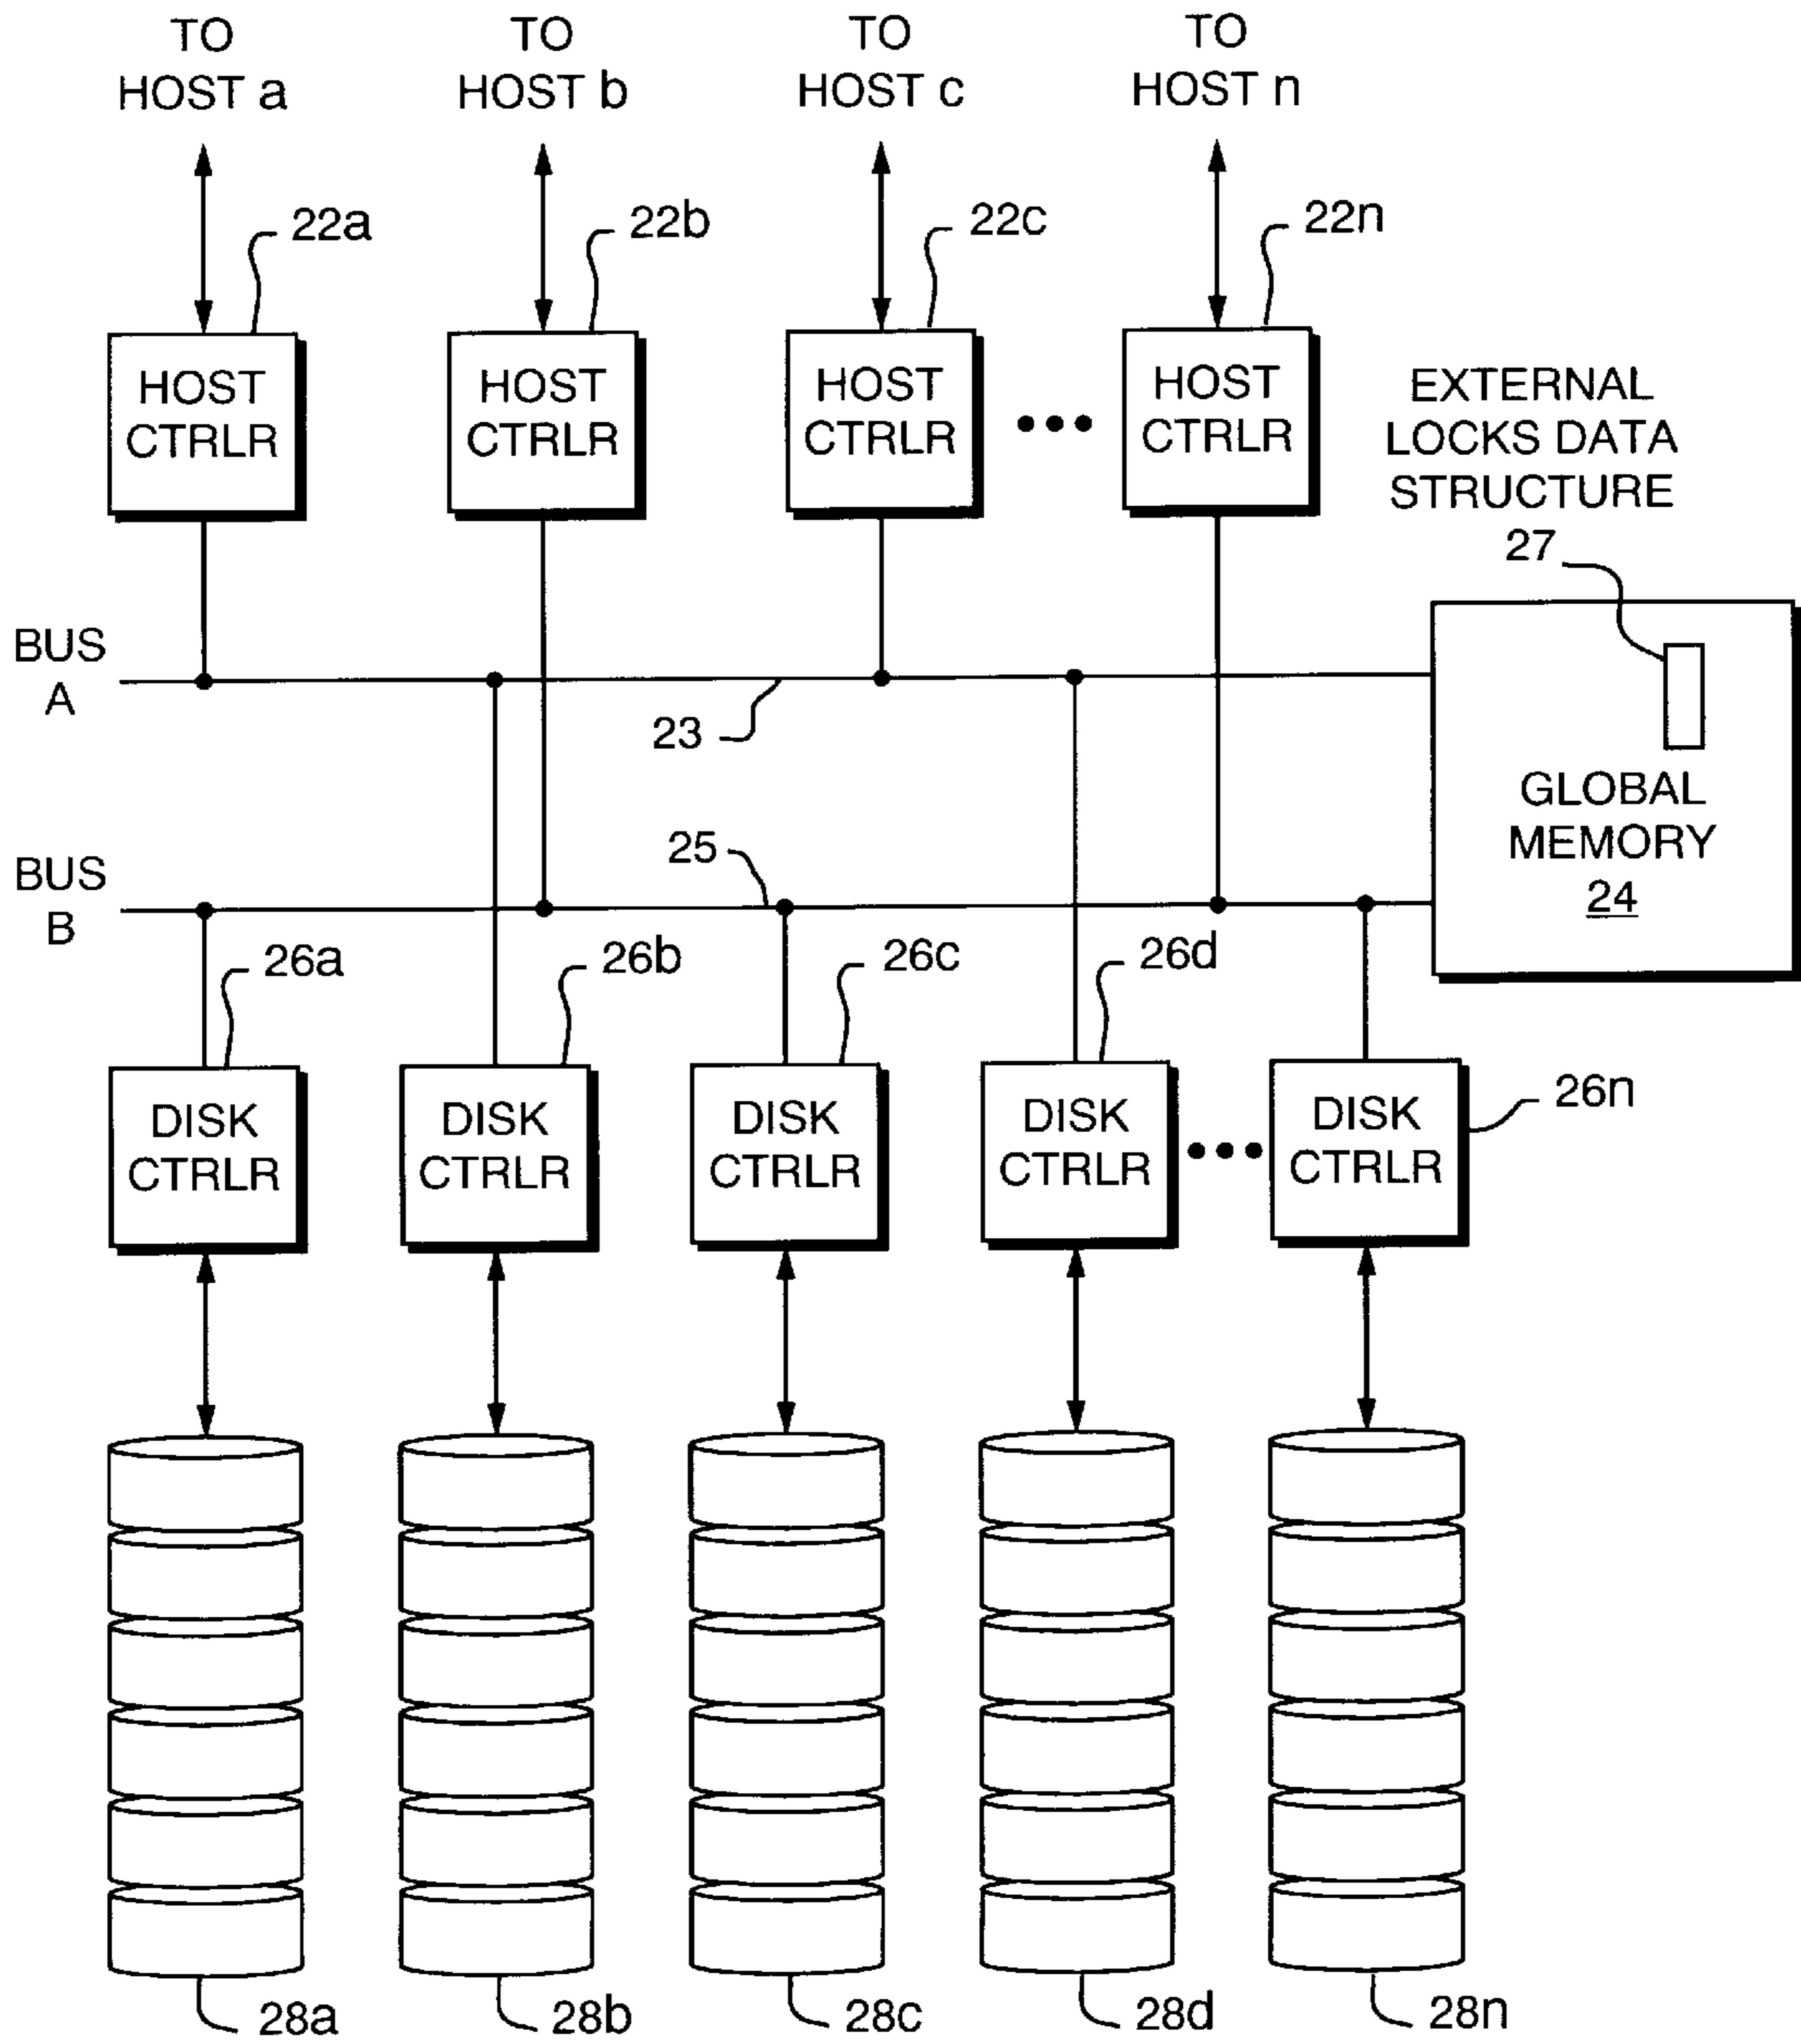 TO
HOST a
TO
HOST b
TO
HOST c
TO
HOST n
22a
22b
22c
22n
HOST
CTRLR
HOST
CTRLR
HOST
CTRLR
HOST
CTRLR
EXTERNAL
LOCKS DATA
STRUCTURE
27
BUS
A
23
GLOBAL
MEMORY
24
BUS
B
25
26a
26b
26c
26d
DISK
CTRLR
DISK
CTRLR
DISK
CTRLR
DISK
CTRLR
DISK
CTRLR
26n
28a
28b
28c
28d
28n